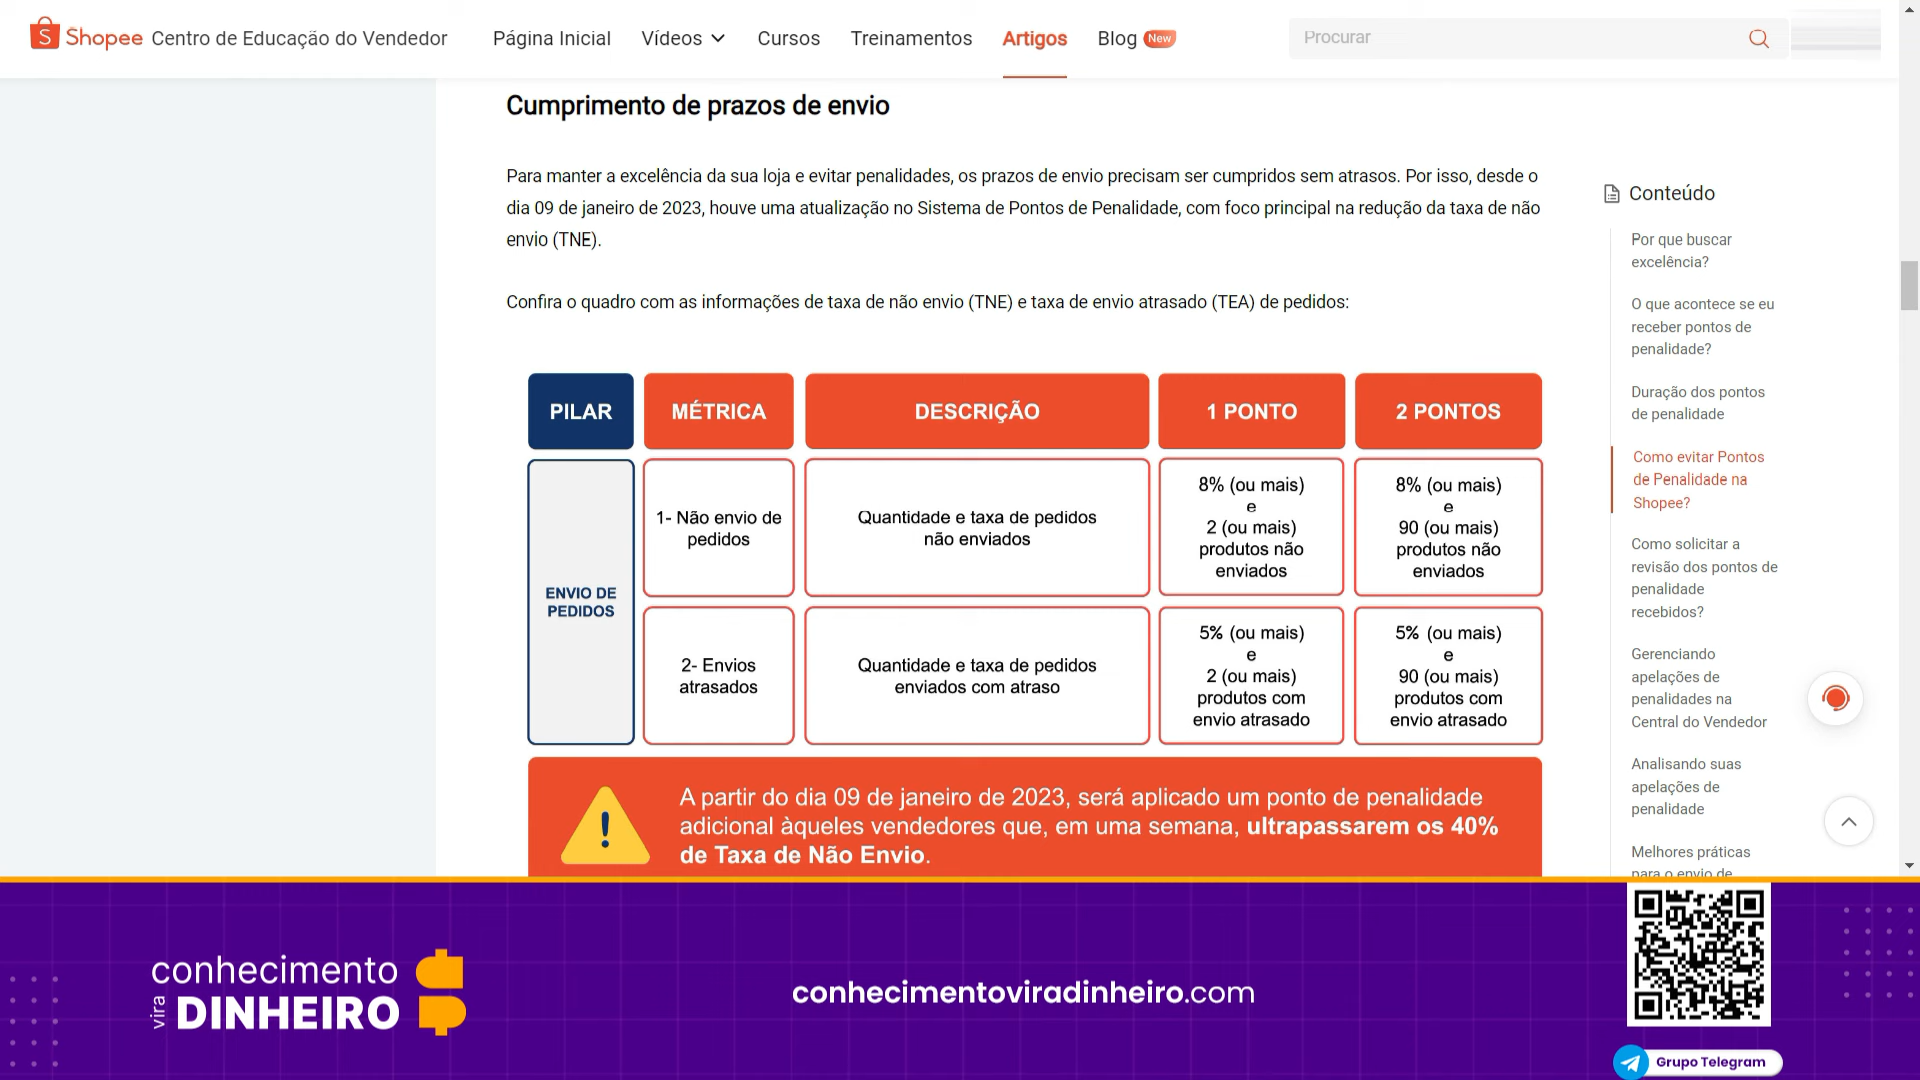 Shopee Centro de Educação do Vendedor Página Inicial Vídeos Cursos Treinamentos Artigos Blog New Procurar
Cumprimento de prazos de envio
Para manter a excelência da sua loja e evitar penalidades, os prazos de envio precisam ser cumpridos sem atrasos. Por isso, desde o
dia 09 de janeiro de 2023, houve uma atualização no Sistema de Pontos de Penalidade, com foco principal na redução da taxa de não
envio (TNE).
Confira o quadro com as informações de taxa de não envio (TNE) e taxa de envio atrasado (TEA) de pedidos:
PILAR MÉTRICA DESCRIÇÃO 1 PONTO 2 PONTOS
ENVIO DE
PEDIDOS
1- Não envio de
pedidos
Quantidade e taxa de pedidos
não enviados
8% (ou mais)
e
2 (ou mais)
produtos não
enviados
8% (ou mais)
e
90 (ou mais)
produtos não
enviados
2- Envios
atrasados
Quantidade e taxa de pedidos
enviados com atraso
5% (ou mais)
e
2 (ou mais)
produtos com
envio atrasado
5% (ou mais)
e
90 (ou mais)
produtos com
envio atrasado
A partir do dia 09 de janeiro de 2023, será aplicado um ponto de penalidade
adicional àqueles vendedores que, em uma semana, ultrapassarem os 40%
de Taxa de Não Envio.
Conteúdo
Por que buscar
excelência?
O que acontece se eu
receber pontos de
penalidade?
Duração dos pontos
de penalidade
Como evitar Pontos
de Penalidade na
Shopee?
Como solicitar a
revisão dos pontos de
penalidade
recebidos?
Gerenciando
apelações de
penalidades na
Central do Vendedor
Analisando suas
apelações de
penalidade
Melhores práticas
para o envio de
conhecimento
vira DINHEIRO
conhecimentoviradinheiro.com
Grupo Telegram